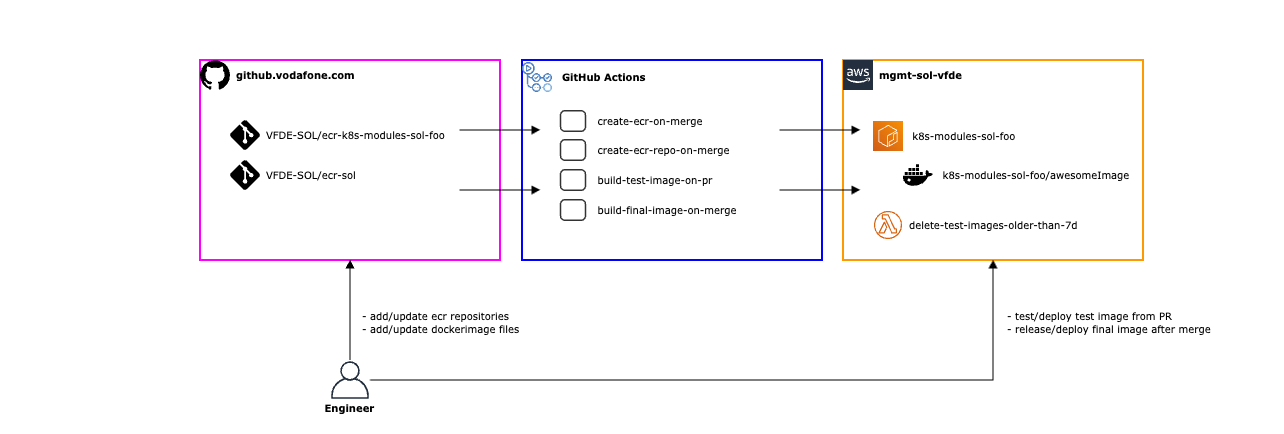 github.vodafone.com
VFDE-SOL/ecr-k8s-modules-sol-foo
VFDE-SOL/ecr-sol
GitHub Actions
create-ecr-on-merge
create-ecr-repo-on-merge
build-test-image-on-pr
build-final-image-on-merge
aws
mgmt-sol-vfde
k8s-modules-sol-foo
k8s-modules-sol-foo/awesomeImage
delete-test-images-older-than-7d
- add/update ecr repositories
- add/update dockerimage files
- test/deploy test image from PR
- release/deploy final image after merge
Engineer